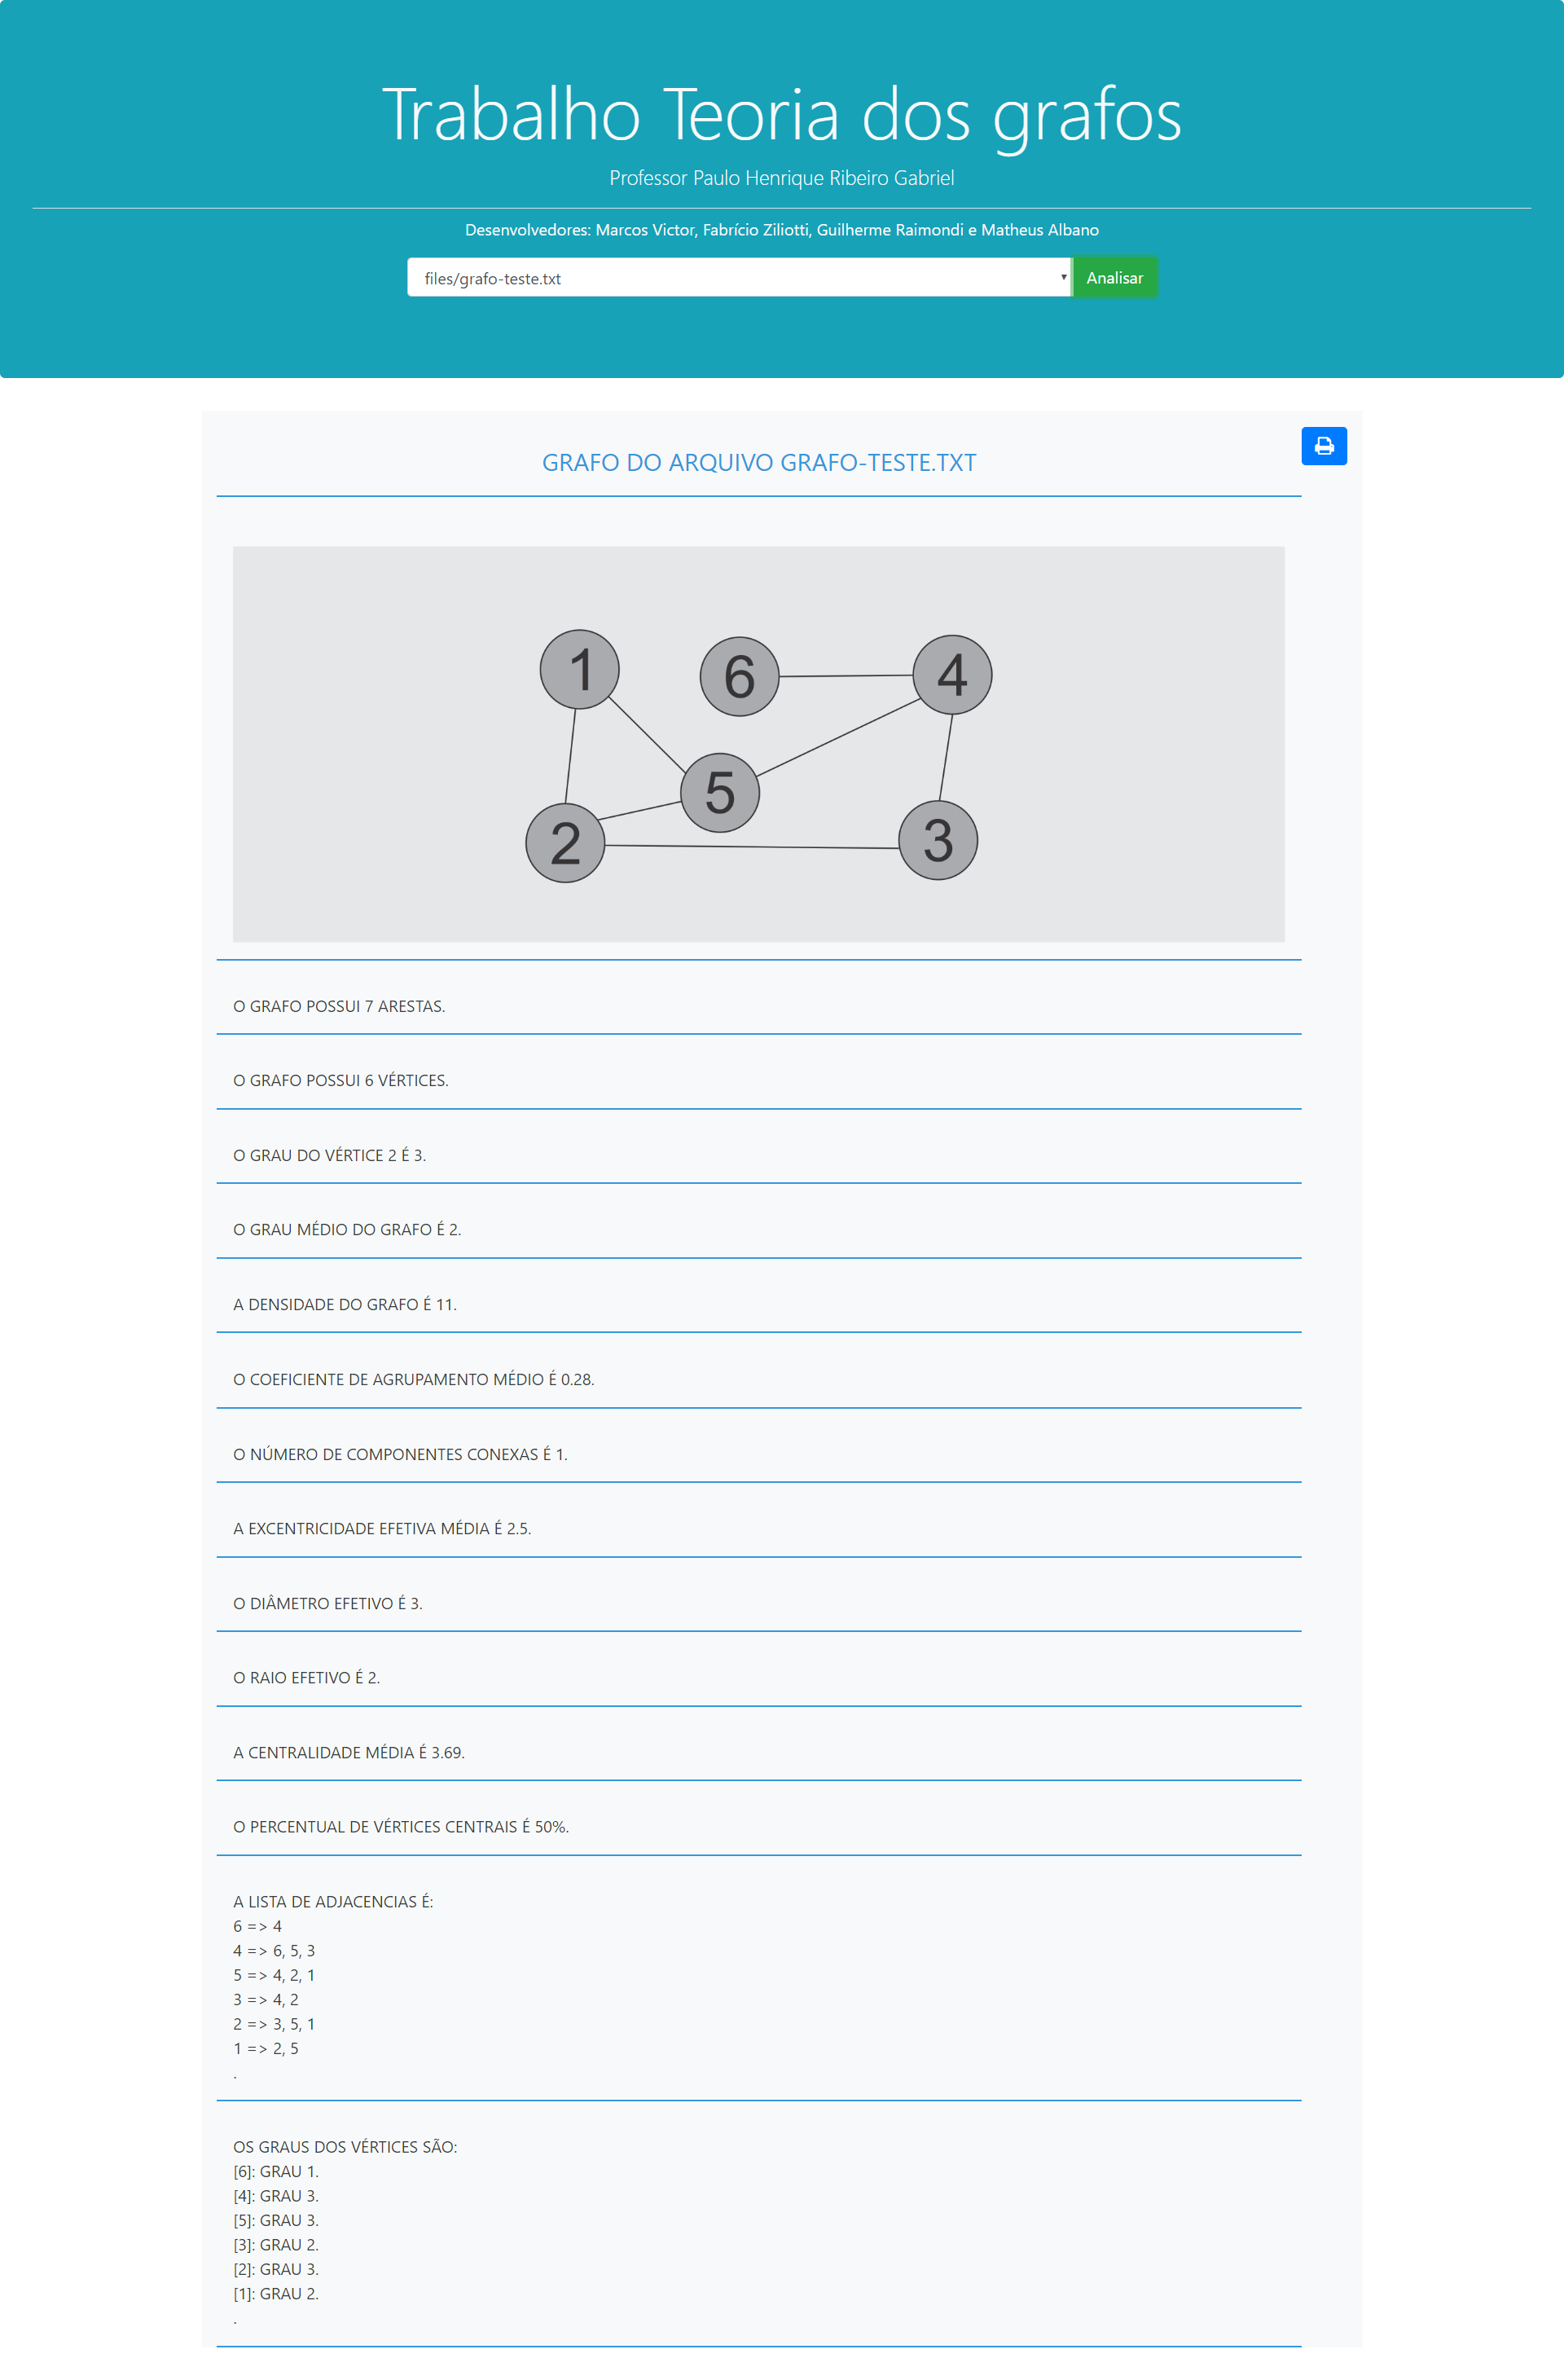 Trabalho Teoria dos grafos
Professor Paulo Henrique Ribeiro Gabriel
Desenvolvedores: Marcos Victor, Fabrício Ziliotti, Guilherme Raimondi e Matheus Albano
files/grafo-teste.txt
Analisar
GRAFO DO ARQUIVO GRAFO-TESTE.TXT
1
6
4
5
2
3
O GRAFO POSSUI 7 ARESTAS.
O GRAFO POSSUI 6 VÉRTICES.
O GRAU DO VÉRTICE 2 É 3.
O GRAU MÉDIO DO GRAFO É 2.
A DENSIDADE DO GRAFO É 11.
O COEFICIENTE DE AGRUPAMENTO MÉDIO É 0.28.
O NÚMERO DE COMPONENTES CONEXAS É 1.
A EXCENTRICIDADE EFETIVA MÉDIA É 2.5.
O DIÂMETRO EFETIVO É 3.
O RAIO EFETIVO É 2.
A CENTRALIDADE MÉDIA É 3.69.
O PERCENTUAL DE VÉRTICES CENTRAIS É 50%.
A LISTA DE ADJACENCIAS É:
6 => 4
4 => 6, 5, 3
5 => 4, 2, 1
3 => 4, 2
2 => 3, 5, 1
1 => 2, 5
.
OS GRAUS DOS VÉRTICES SÃO:
[6]: GRAU 1.
[4]: GRAU 3.
[5]: GRAU 3.
[3]: GRAU 2.
[2]: GRAU 3.
[1]: GRAU 2.
.